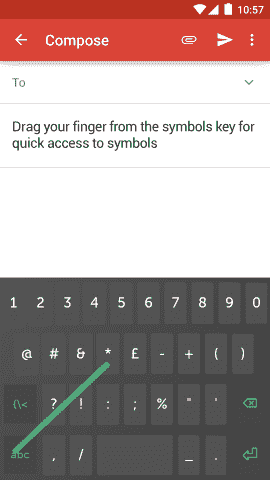 10:57
Compose
To
Drag your finger from the symbols key for
quick access to symbols
1 2 3 4 5 6 7 8 9 0
@ # & * £ - + ( )
{\< ? ! : ; % " '
abc , / _ .